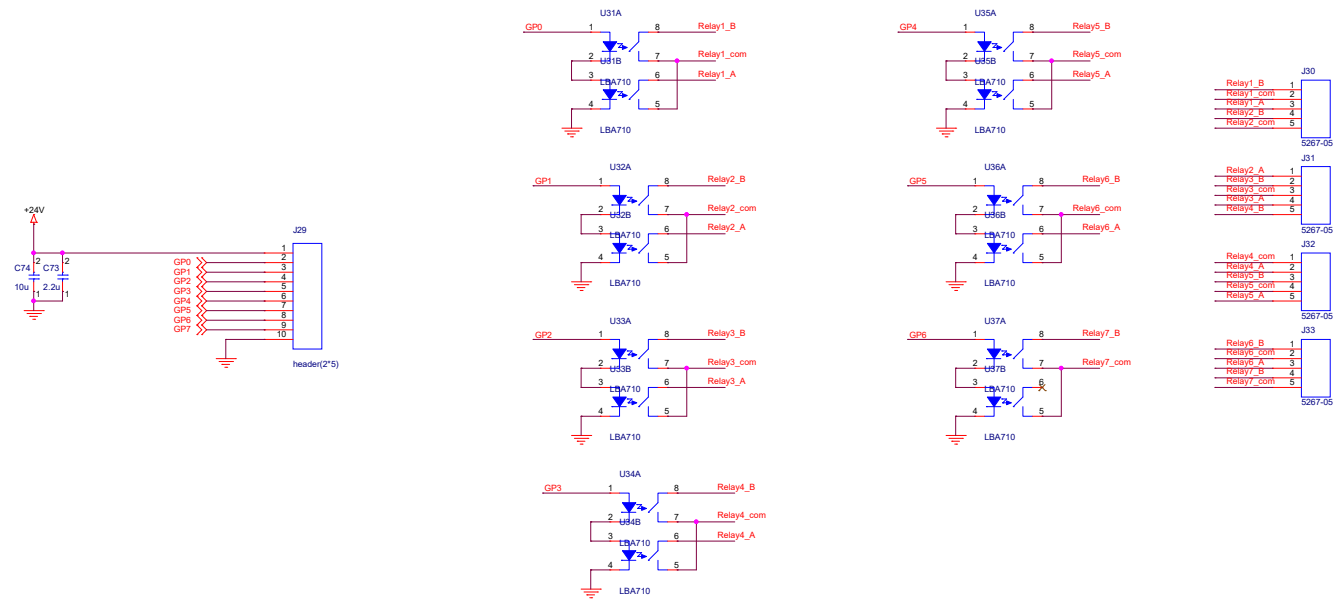 +24V
C74
2
1
10u
C73
2
1
2.2u
J29
1
2
3
4
5
6
7
8
9
10
GP0
GP1
GP2
GP3
GP4
GP5
GP6
GP7
header(2*5)
U31A
GP0
1
8
Relay1_B
2
7
Relay1_com
U31B
3
6
Relay1_A
LBA710
4
5
LBA710
U32A
GP1
1
8
Relay2_B
2
7
Relay2_com
U32B
3
6
Relay2_A
LBA710
4
5
LBA710
U33A
GP2
1
8
Relay3_B
2
7
Relay3_com
U33B
3
6
Relay3_A
LBA710
4
5
LBA710
U34A
GP3
1
8
Relay4_B
2
7
Relay4_com
U34B
3
6
Relay4_A
LBA710
4
5
LBA710
U35A
GP4
1
8
Relay5_B
2
7
Relay5_com
U35B
3
6
Relay5_A
LBA710
4
5
LBA710
U36A
GP5
1
8
Relay6_B
2
7
Relay6_com
U36B
3
6
Relay6_A
LBA710
4
5
LBA710
U37A
GP6
1
8
Relay7_B
2
7
Relay7_com
U37B
3
6
LBA710
4
5
LBA710
J30
Relay1_B 1
Relay1_com 2
Relay1_A 3
Relay2_B 4
Relay2_com 5
5267-05
J31
Relay2_A 1
Relay3_B 2
Relay3_com 3
Relay3_A 4
Relay4_B 5
5267-05
J32
Relay4_com 1
Relay4_A 2
Relay5_B 3
Relay5_com 4
Relay5_A 5
5267-05
J33
Relay6_B 1
Relay6_com 2
Relay6_A 3
Relay7_B 4
Relay7_com 5
5267-05